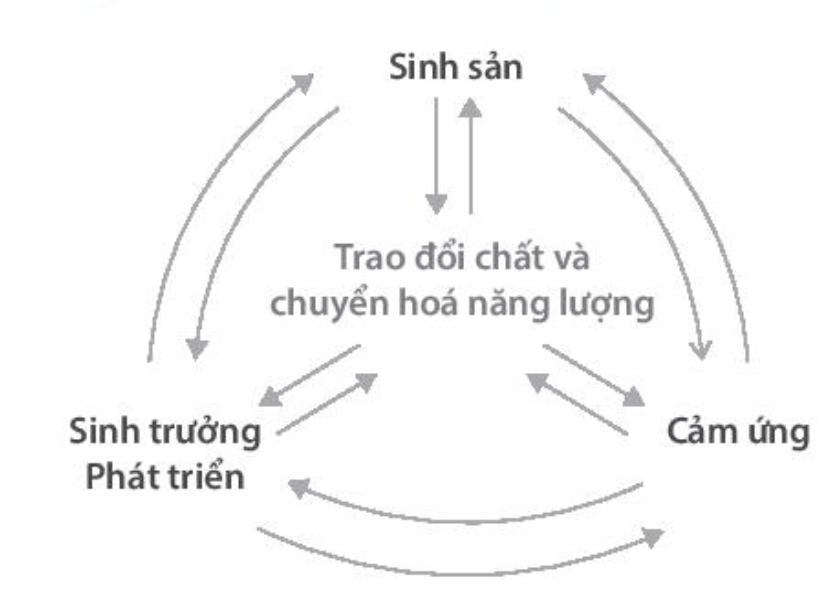 Sinh sản
Trao đổi chất và
chuyển hoá năng lượng
Sinh trưởng
Phát triển
Cảm ứng